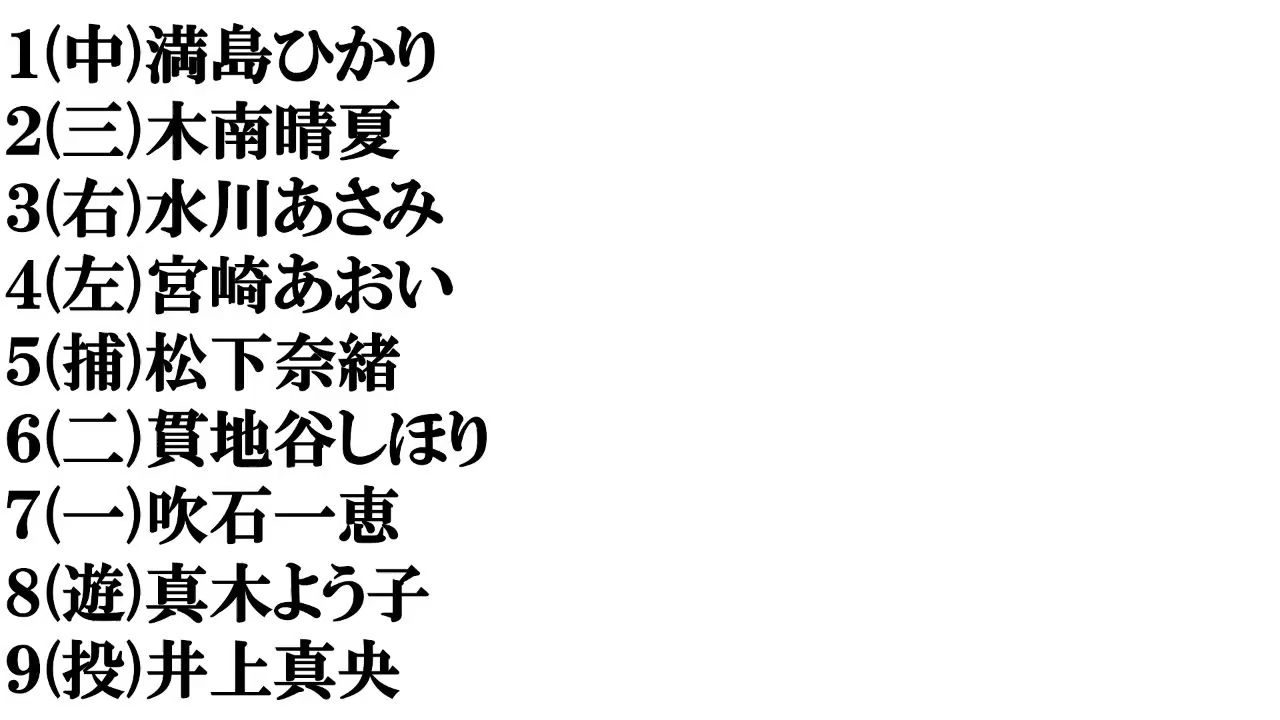 1(中)満島ひかり
2(三)木南晴夏
3(右)水川あさみ
4(左)宮崎あおい
5(捕)松下奈緒
6(二)貫地谷しほり
7(一)吹石一恵
8(遊)真木よう子
9(投)井上真央